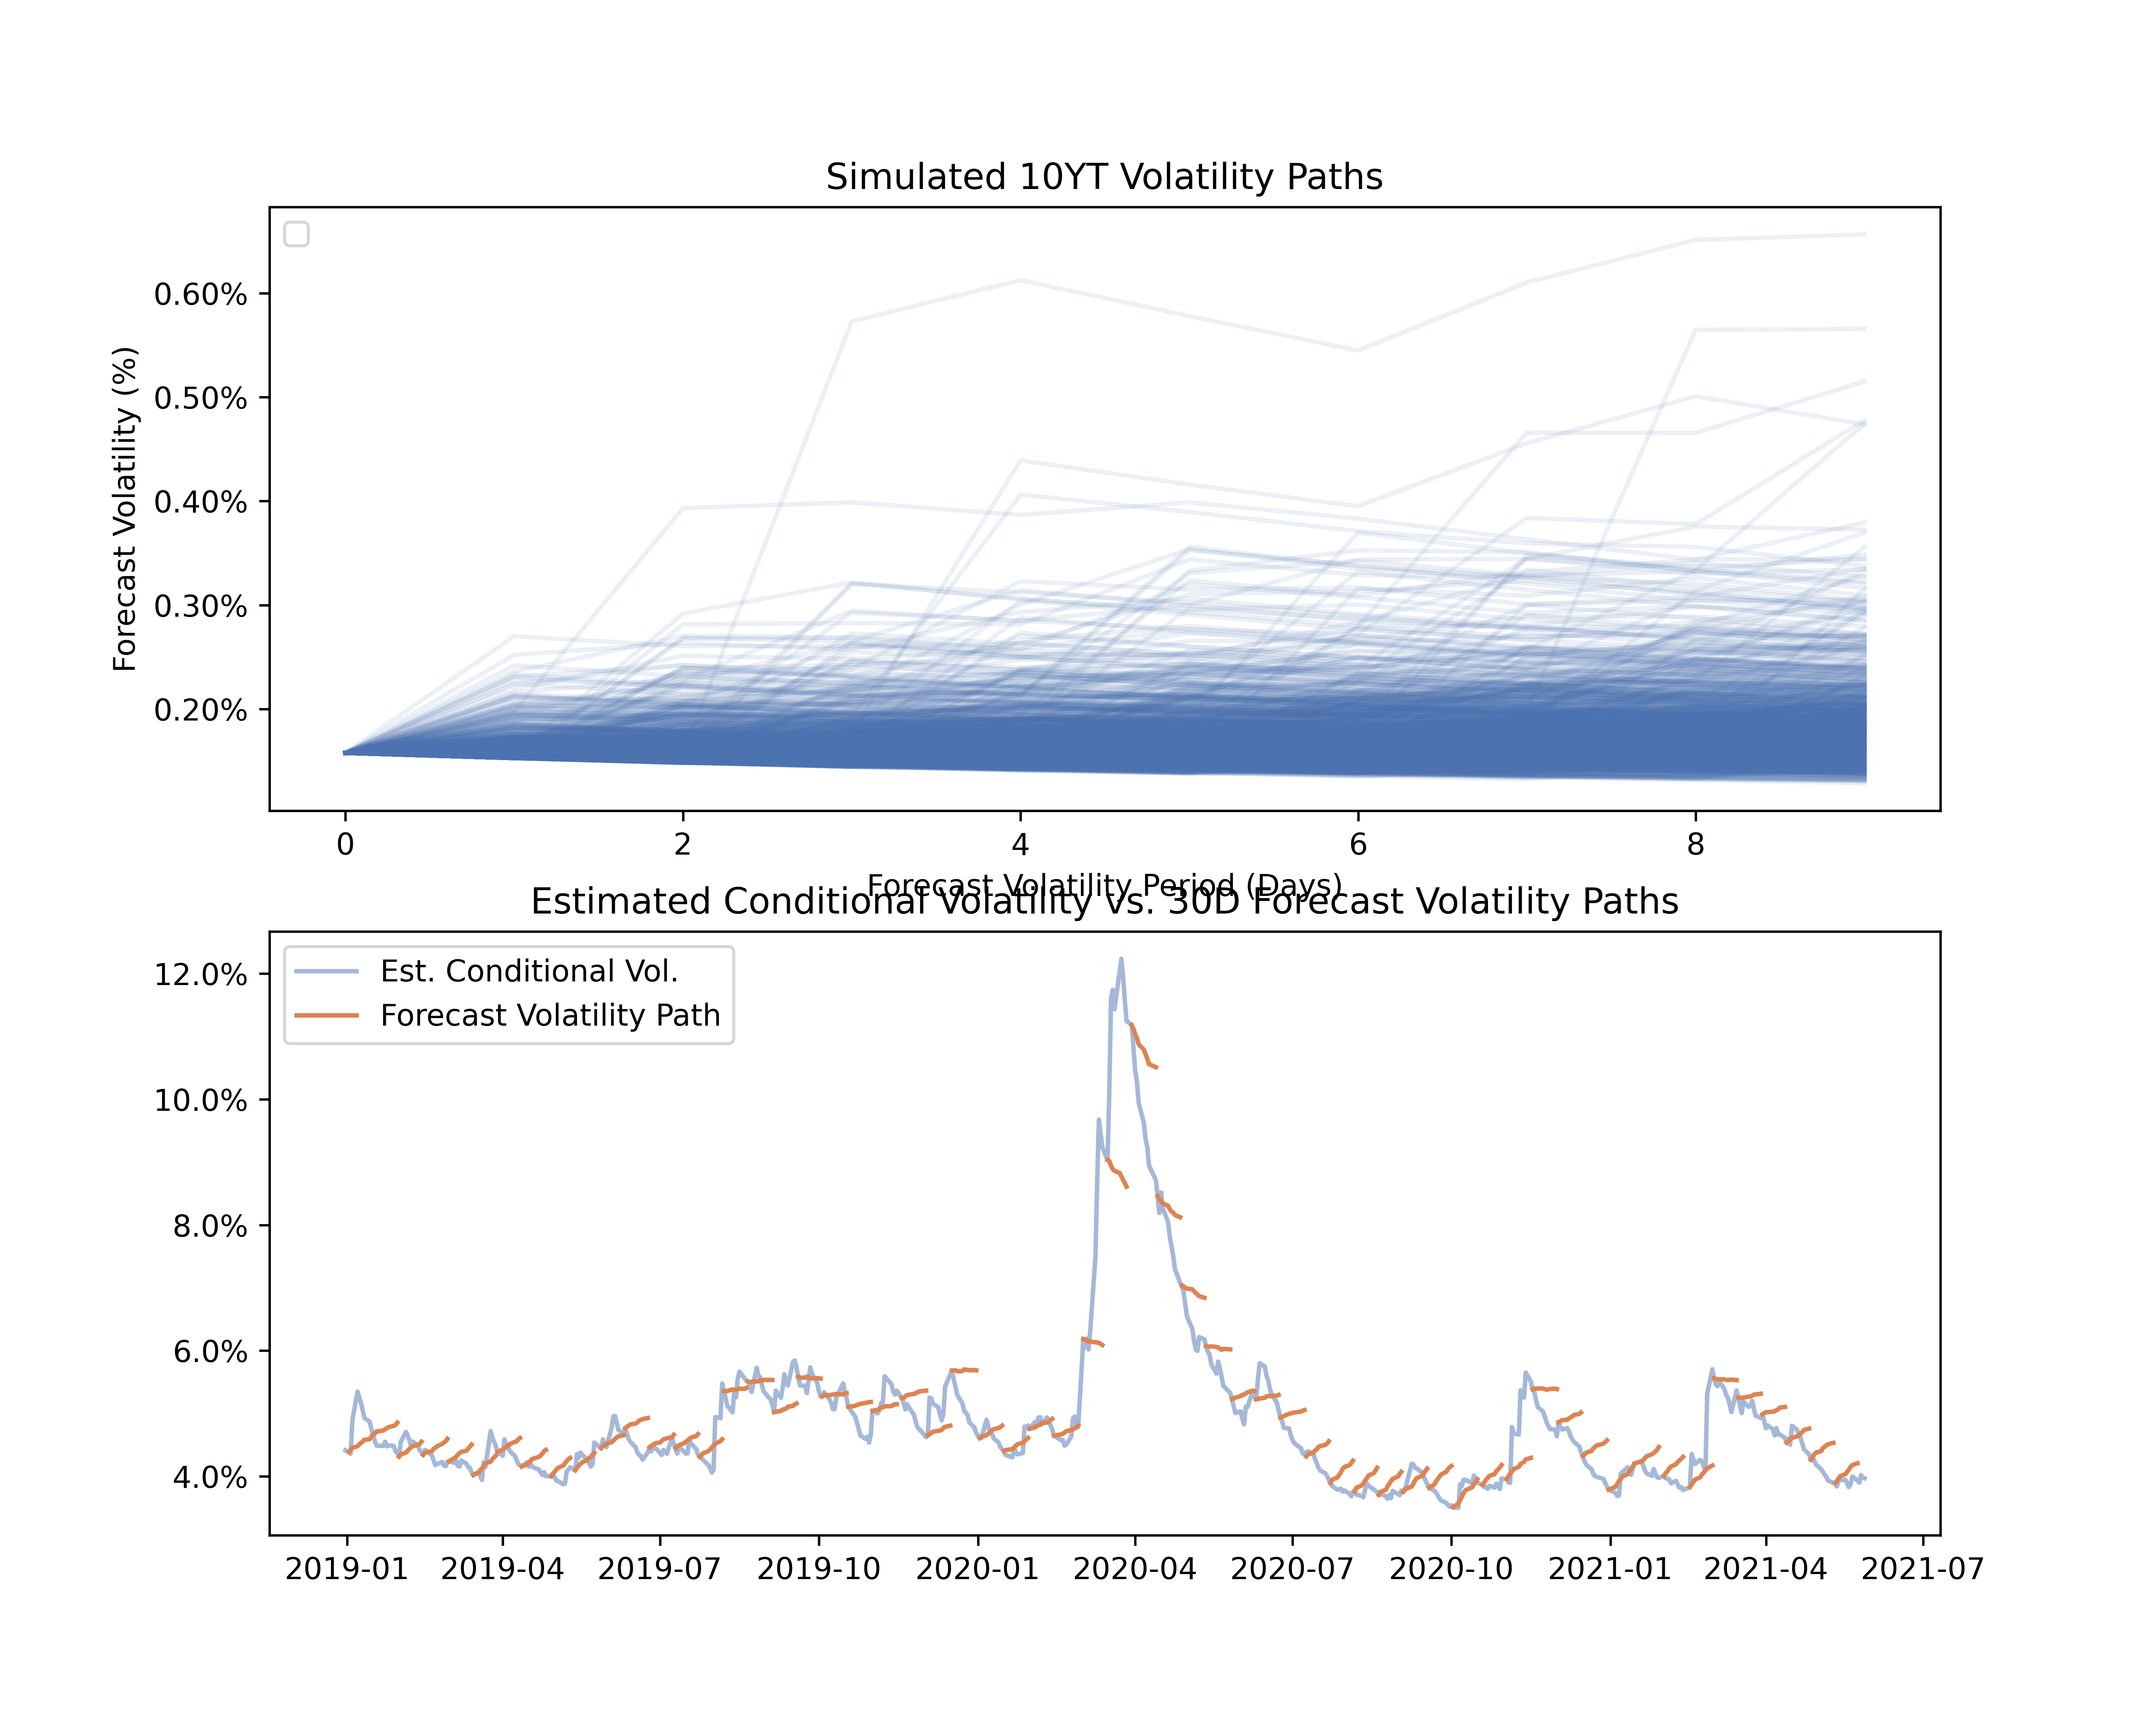 Simulated 10YT Volatility Paths
Forecast Volatility (%)
0.60%
0.50%
0.40%
0.30%
0.20%
0 2 4 6 8
Forecast Volatility Period (Days)
Estimated Conditional Volatility vs. 30D Forecast Volatility Paths
Est. Conditional Vol.
Forecast Volatility Path
12.0%
10.0%
8.0%
6.0%
4.0%
2019-01 2019-04 2019-07 2019-10 2020-01 2020-04 2020-07 2020-10 2021-01 2021-04 2021-07